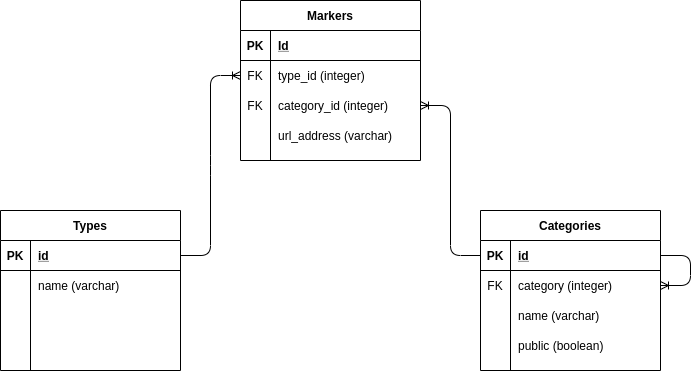 Markers
PK Id
FK type_id (integer)
FK category_id (integer)
url_address (varchar)
Types
PK id
name (varchar)
Categories
PK id
FK category (integer)
name (varchar)
public (boolean)